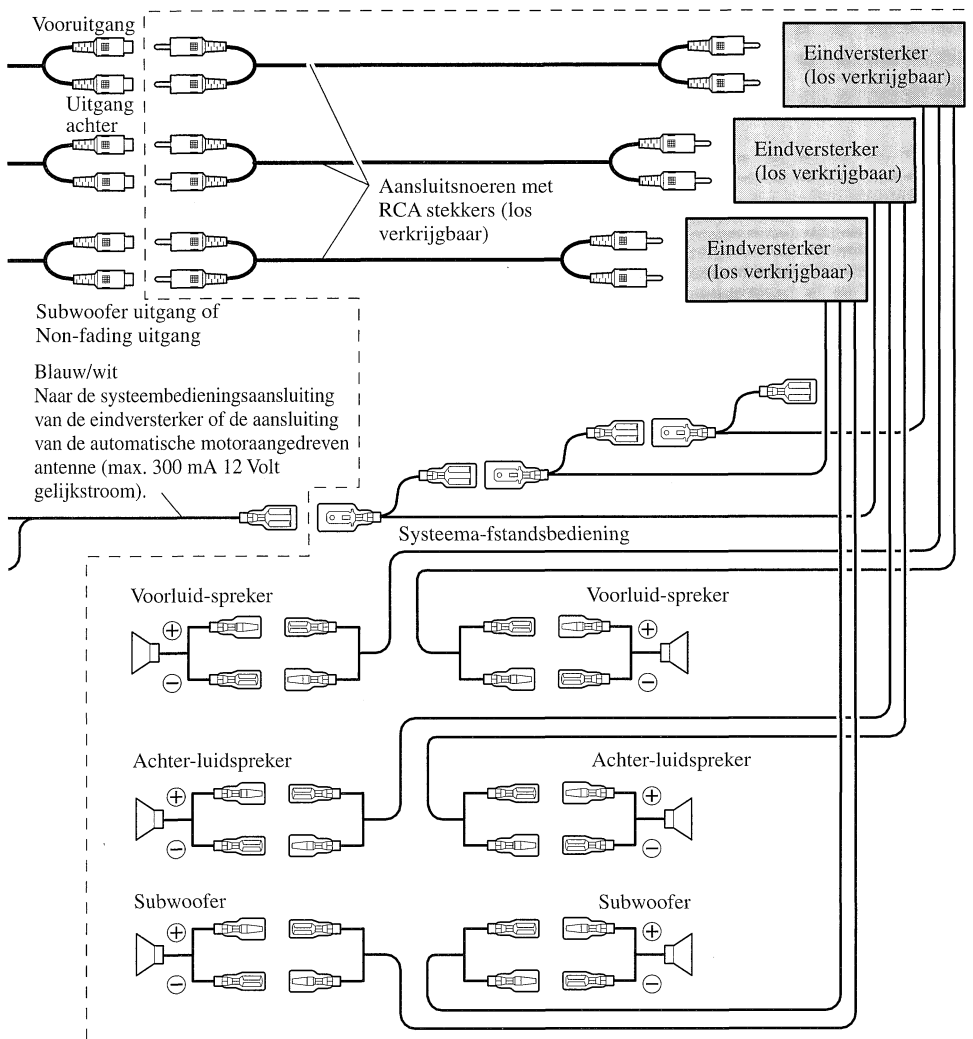 Vooruitgang
Eindversterker
(los verkrijgbaar)
Uitgang
achter
Eindversterker
(los verkrijgbaar)
Aansluitsnoeren met
RCA stekkers (los
verkrijgbaar)
Eindversterker
(los verkrijgbaar)
Subwoofer uitgang of
Non-fading uitgang
Blauw/wit
Naar de systeembedieningsaansluiting
van de eindversterker of de aansluiting
van de automatische motoraangedreven
antenne (max. 300 mA 12 Volt
gelijkstroom).
Systeema-fstandsbediening
Voorluid-spreker
Voorluid-spreker
+
+
−
−
Achter-luidspreker
Achter-luidspreker
+
+
−
−
Subwoofer
Subwoofer
+
+
−
−